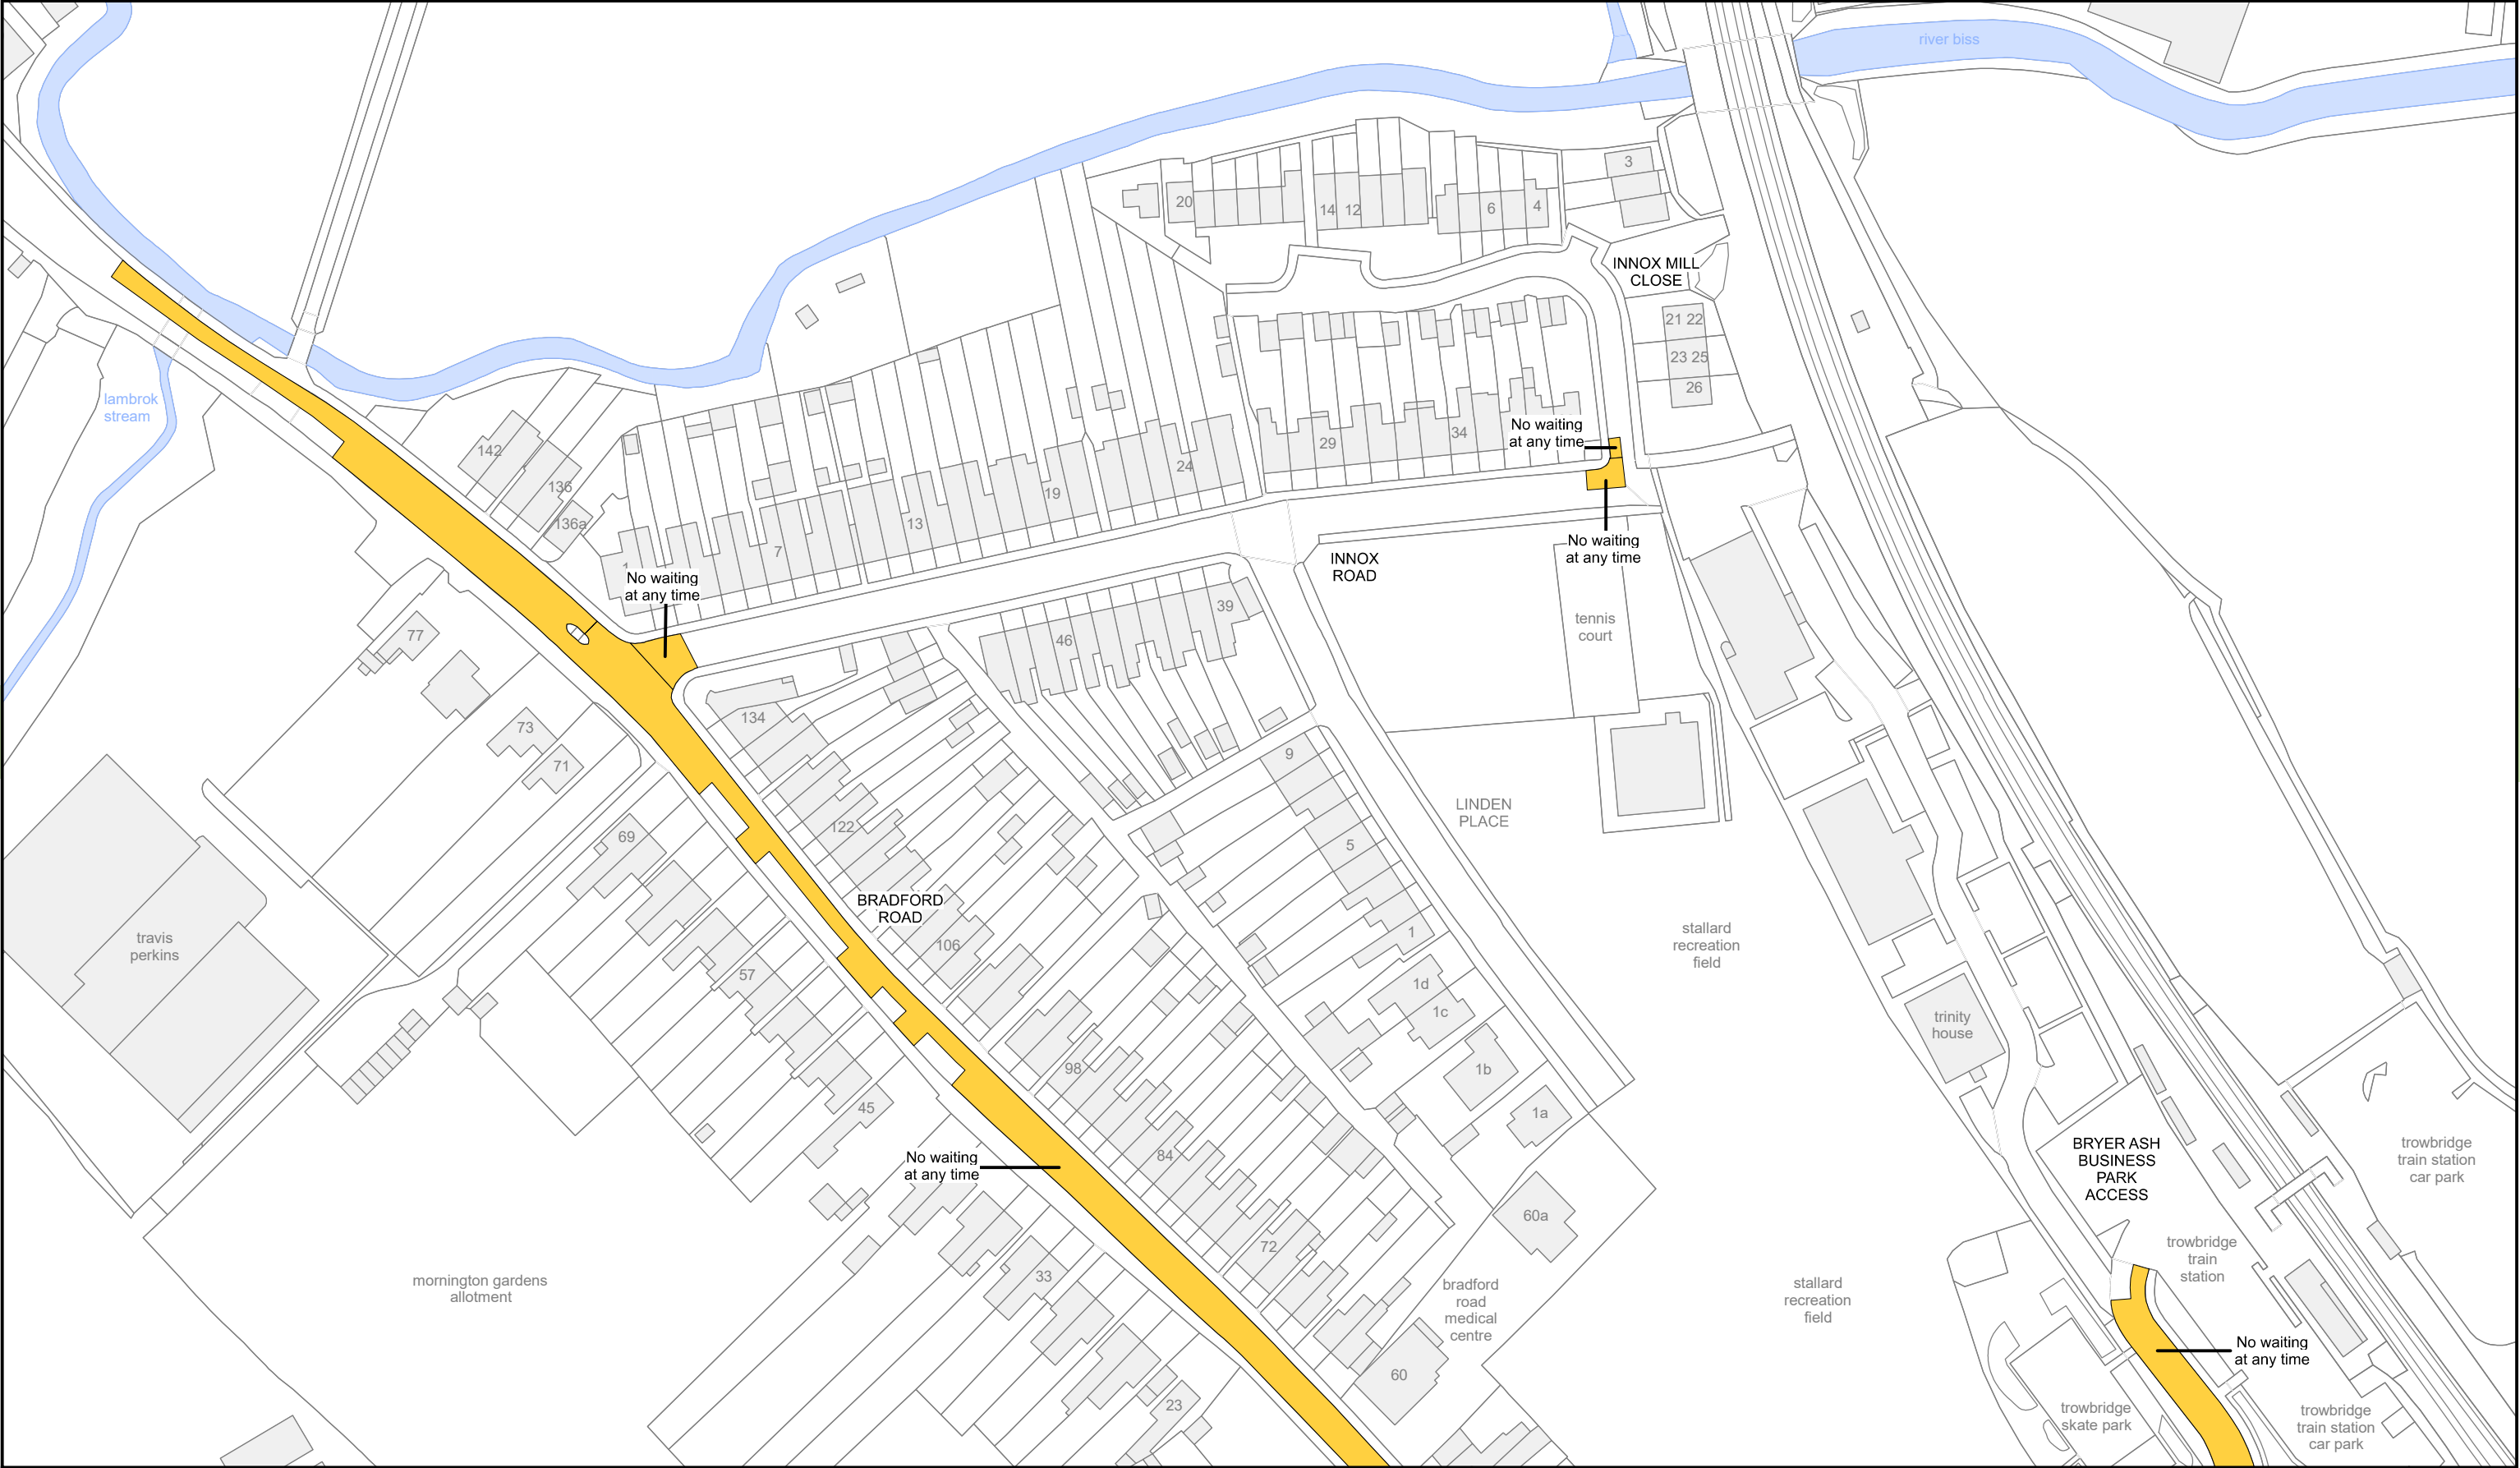 river biss
3
20
14 12
6
4
INNOX MILL
CLOSE
21 22
23 25
26
lambrok
stream
142
136
136a
No waiting
at any time
29
34
24
19
13
7
1
No waiting
at any time
No waiting
at any time
INNOX
ROAD
39
46
tennis
court
77
73
71
134
122
69
9
5
1
LINDEN
PLACE
BRADFORD
ROAD
106
travis
perkins
57
stallard
recreation
field
1d
1c
1b
1a
trinity
house
98
45
84
No waiting
at any time
60a
72
33
BRYER ASH
BUSINESS
PARK
ACCESS
trowbridge
train station
car park
trowbridge
train
station
mornington gardens
allotment
bradford
road
medical
centre
stallard
recreation
field
60
23
No waiting
at any time
trowbridge
skate park
trowbridge
train station
car park